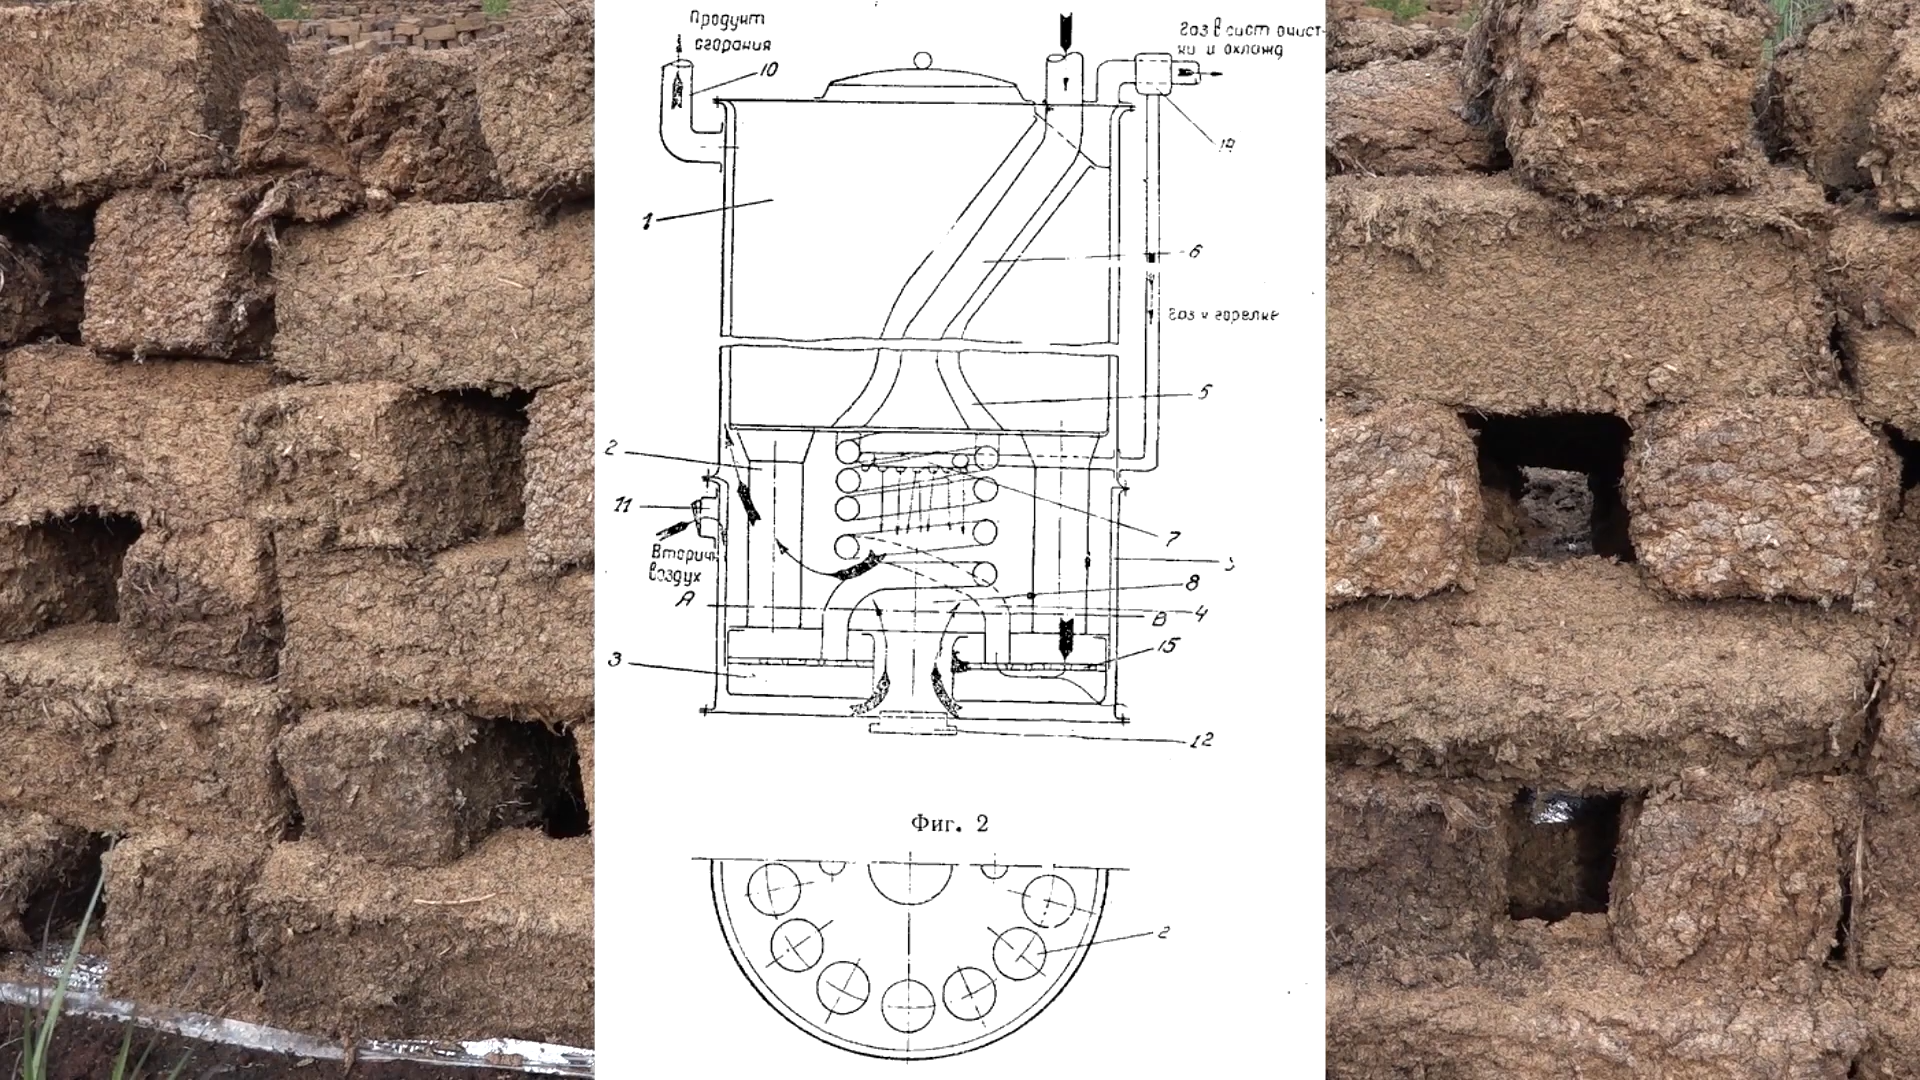 Продукт
сгорания
10
Газ в сист очист-
ки и охлажд
14
1
6
Газ к горелке
5
2
11
Вторич
воздух
7
А
8
В
4
3
15
12
Фиг. 2
2